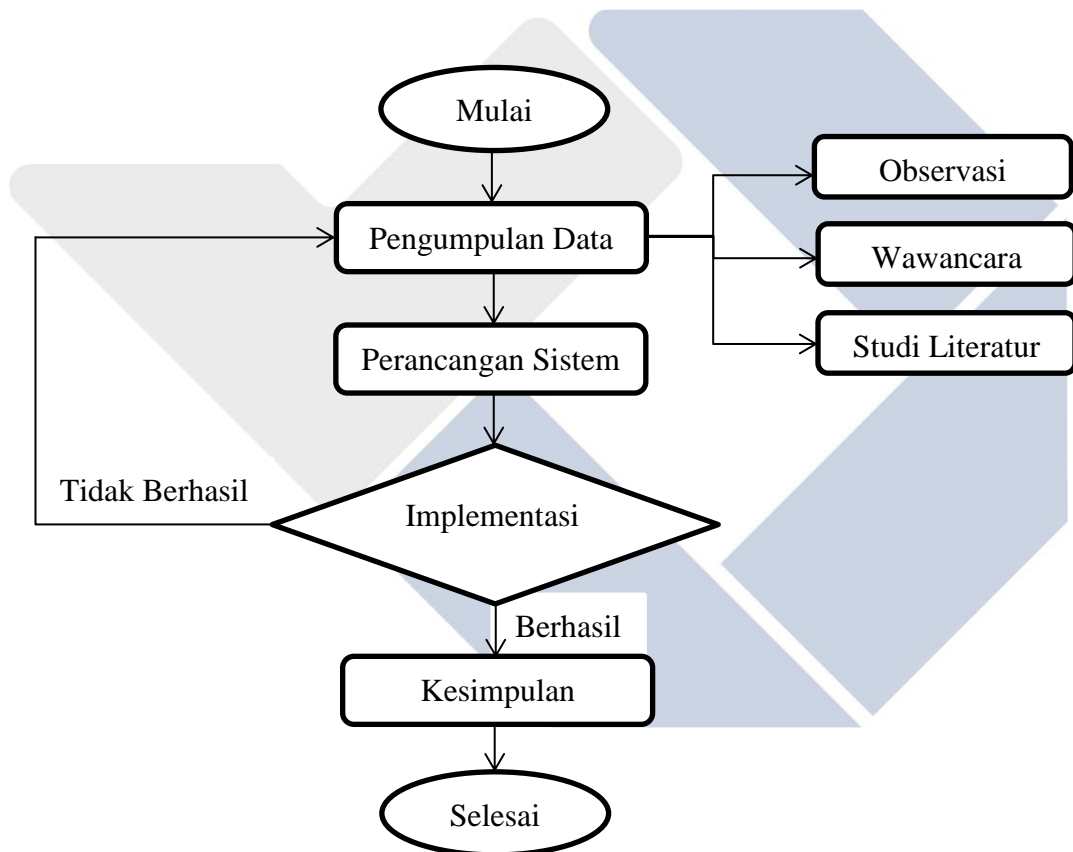 Mulai
Observasi
Pengumpulan Data
Wawancara
Perancangan Sistem
Studi Literatur
Tidak Berhasil
Implementasi
Berhasil
Kesimpulan
Selesai